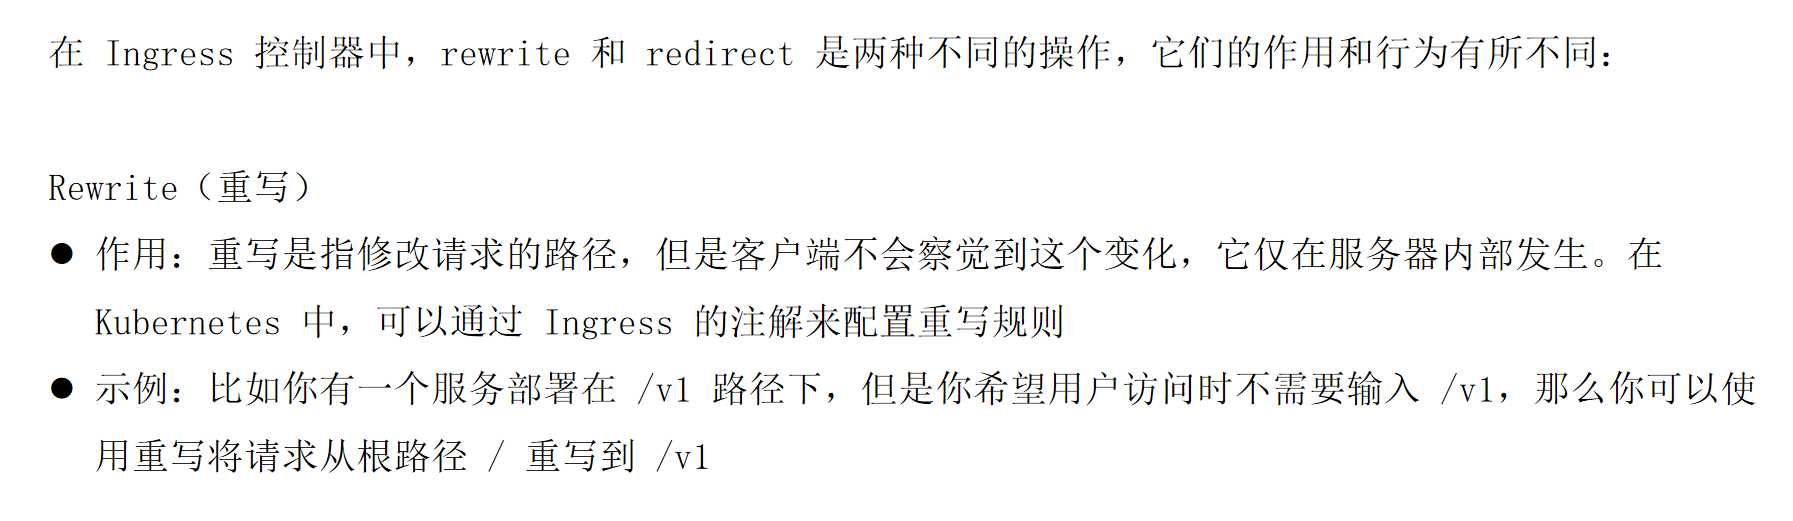 在 Ingress 控制器中，rewrite 和 redirect 是两种不同的操作，它们的作用和行为有所不同：
Rewrite（重写）
● 作用：重写是指修改请求的路径，但是客户端不会察觉到这个变化，它仅在服务器内部发生。在
Kubernetes 中，可以通过 Ingress 的注解来配置重写规则
● 示例：比如你有一个服务部署在 /v1 路径下，但是你希望用户访问时不需要输入 /v1，那么你可以使
用重写将请求从根路径 / 重写到 /v1